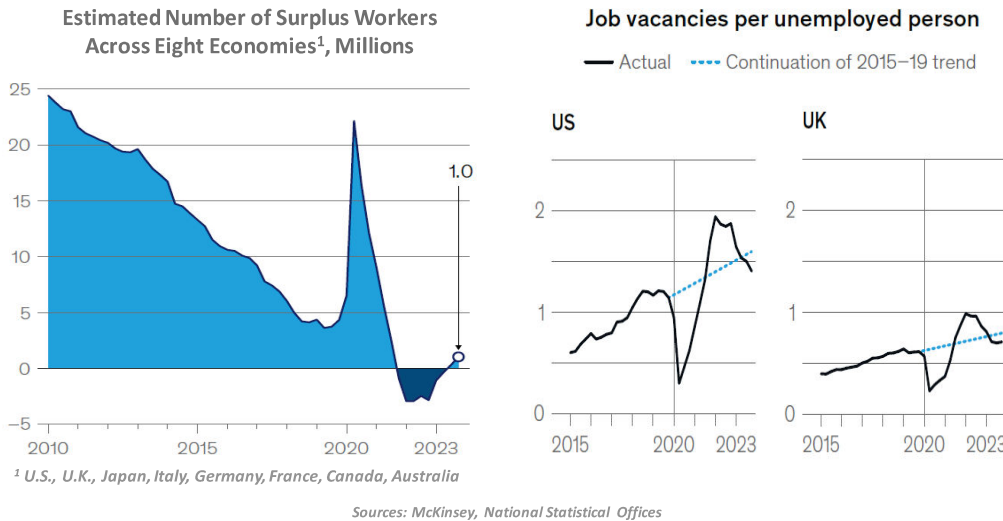 Estimated Number of Surplus Workers
Across Eight Economies¹, Millions
25
20
15
10
5
0
−5
1.0
2010
2015
2020
2023
¹ U.S., U.K., Japan, Italy, Germany, France, Canada, Australia
Job vacancies per unemployed person
Actual
Continuation of 2015–19 trend
US
2
1
0
2015
2020
2023
UK
2
1
0
2015
2020
2023
Sources: McKinsey, National Statistical Offices